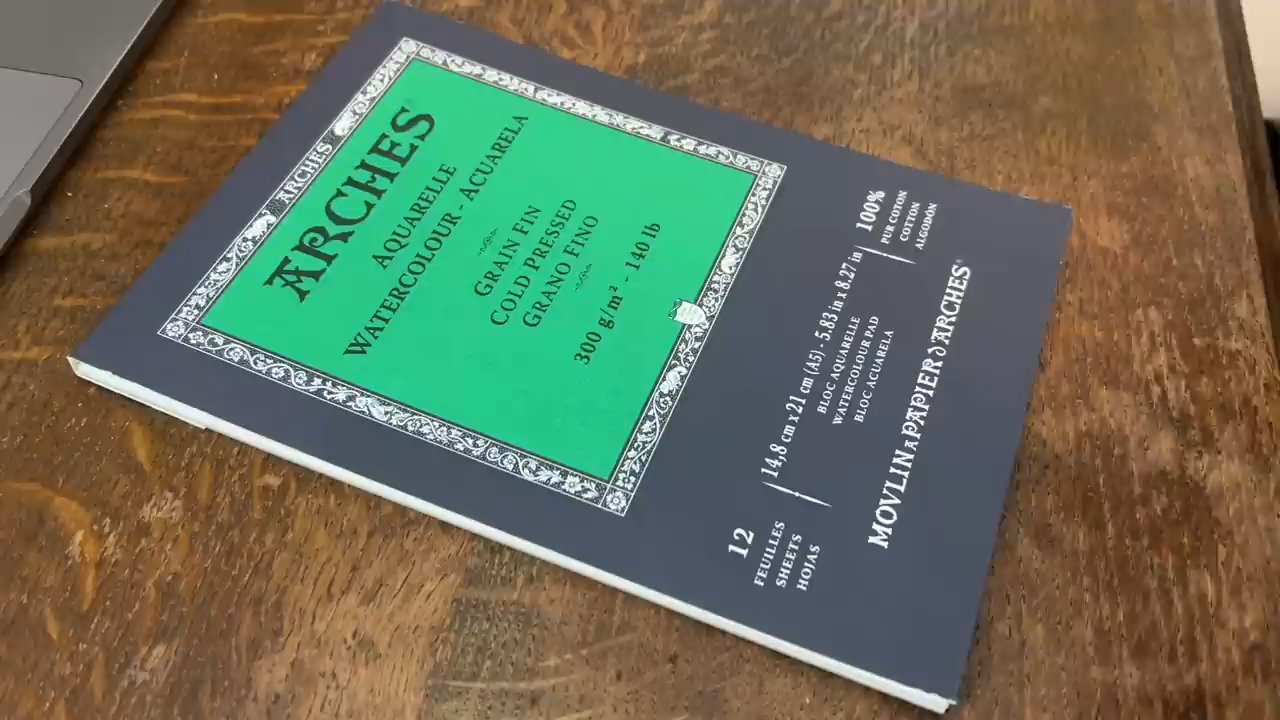 ARCHES
ARCHES®
AQUARELLE
WATERCOLOUR - ACUARELA
GRAIN FIN
COLD PRESSED
GRANO FINO
300 g/m² - 140 lb
12
FEUILLES
SHEETS
HOJAS
14,8 cm x 21 cm (A5) - 5.83 in x 8.27 in
BLOC AQUARELLE
WATERCOLOUR PAD
BLOC ACUARELA
100%
PUR COTON
COTTON
ALGODÓN
MOVLIN A PAPIER D ARCHES®